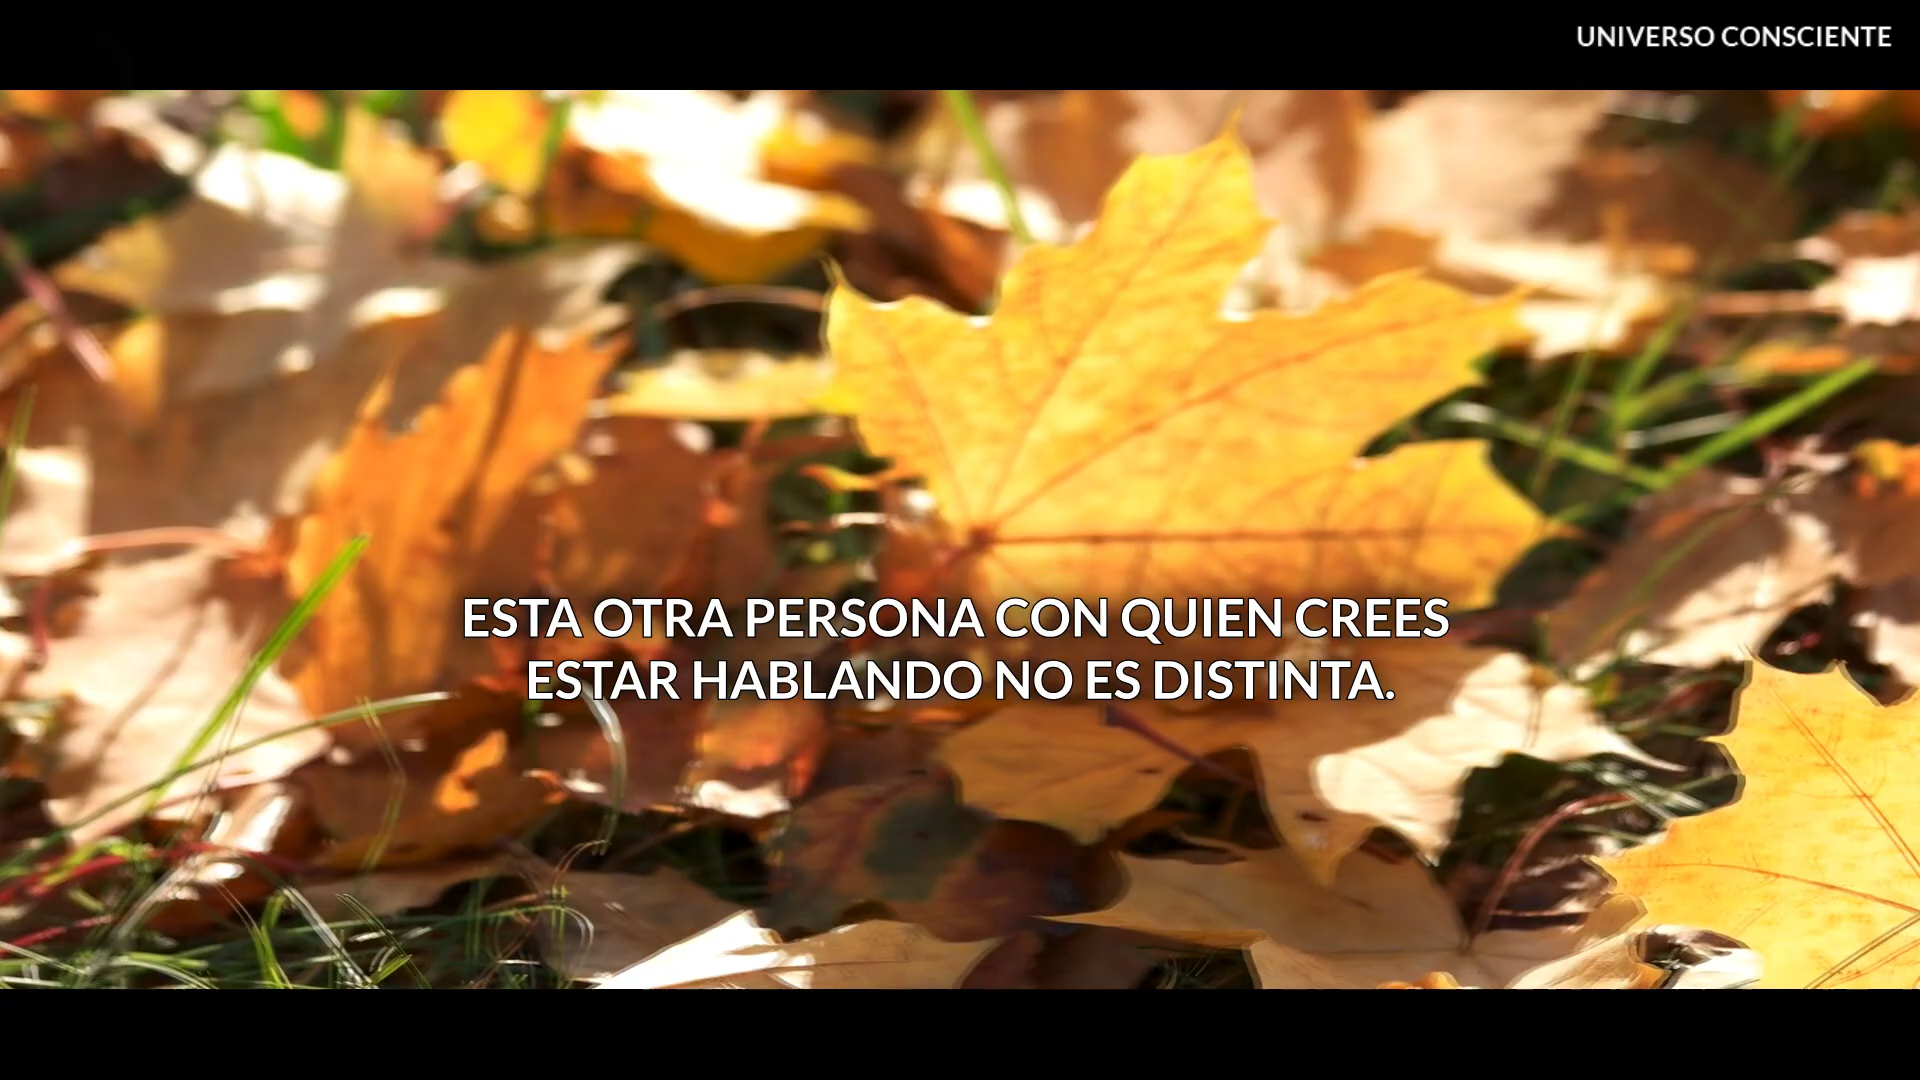 UNIVERSO CONSCIENTE
ESTA OTRA PERSONA CON QUIEN CREES
ESTAR HABLANDO NO ES DISTINTA.